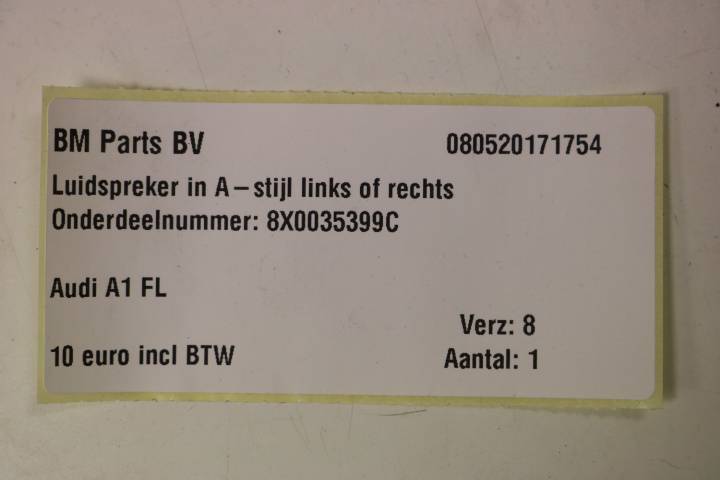 BM Parts BV 080520171754
Luidspreker in A-stijl links of rechts
Onderdeelnummer: 8X0035399C
Audi A1 FL
Verz: 8
10 euro incl BTW Aantal: 1